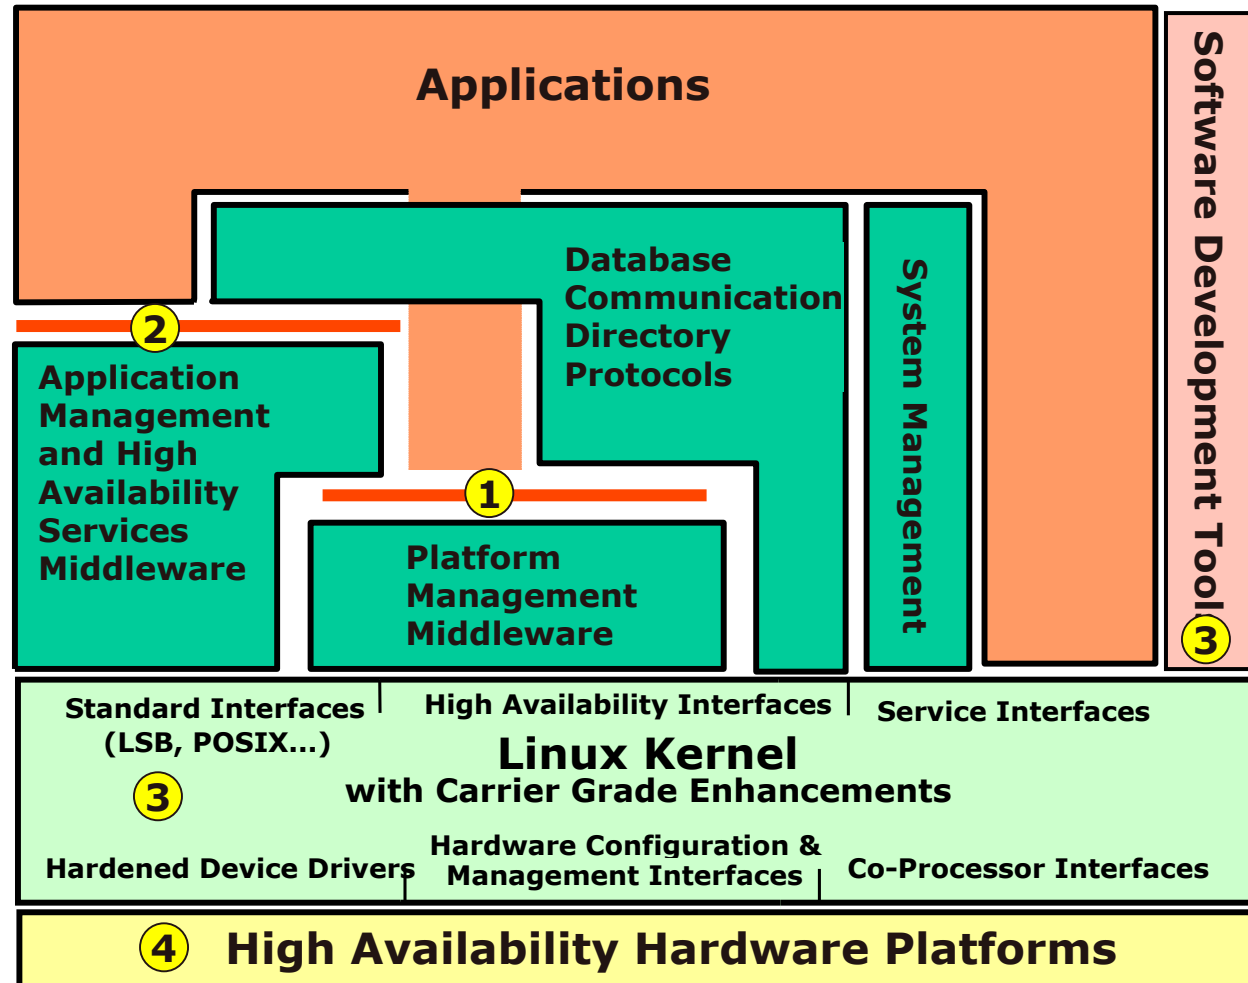 Applications
Software Development Tools
Database
Communication
Directory
Protocols
System Management
2
Application
Management
and High
Availability
Services
Middleware
1
Platform
Management
Middleware
3
Standard Interfaces
(LSB, POSIX...)
High Availability Interfaces
Service Interfaces
Linux Kernel
with Carrier Grade Enhancements
3
Hardened Device Drivers
Hardware Configuration &
Management Interfaces
Co-Processor Interfaces
4
High Availability Hardware Platforms